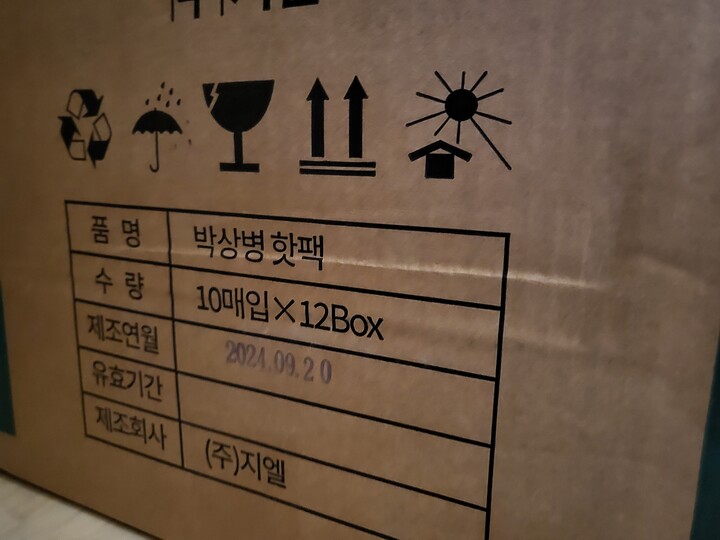 품 명 박상병 핫팩
수 량 10매입×12Box
제조연월 2024.09.20
유효기간
제조회사 (주)지엘